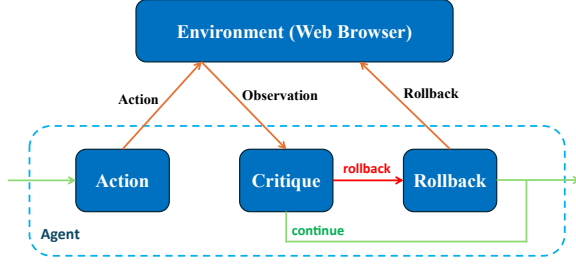 Environment (Web Browser)
Action
Observation
Rollback
Action
Critique
rollback
Rollback
continue
Agent